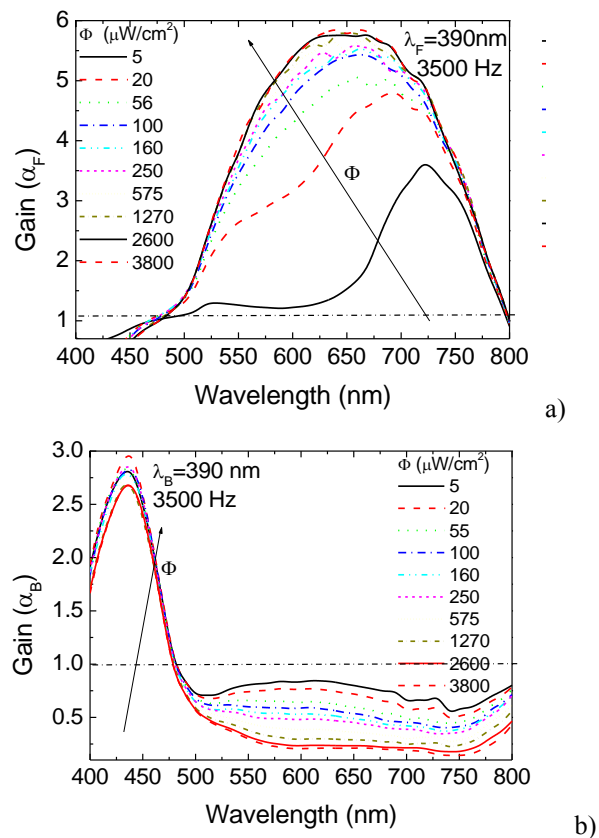 Φ (μW/cm²)
5
20
56
100
160
250
575
1270
2600
3800
λF=390nm
3500 Hz
Φ
Gain (αF)
6
5
4
3
2
1
400 450 500 550 600 650 700 750 800
Wavelength (nm)
a)
Φ (μW/cm²)
5
20
55
100
160
250
575
1270
2600
3800
λB=390 nm
3500 Hz
Φ
Gain (αB)
3.0
2.5
2.0
1.5
1.0
0.5
400 450 500 550 600 650 700 750 800
Wavelength (nm)
b)